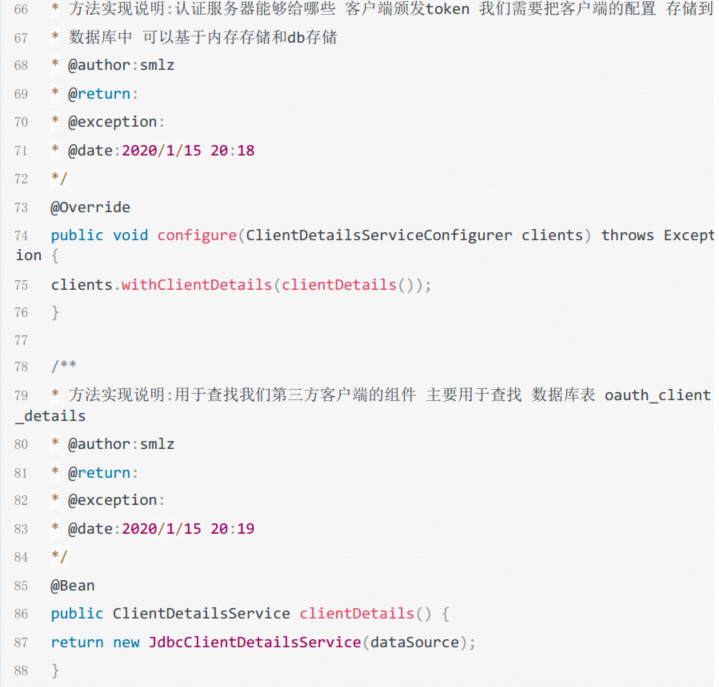 66 * 方法实现说明:认证服务器能够给哪些 客户端颁发token 我们需要把客户端的配置 存储到
67 * 数据库中 可以基于内存存储和db存储
68 * @author:smlz
69 * @return:
70 * @exception:
71 * @date:2020/1/15 20:18
72 */
73 @Override
74 public void configure(ClientDetailsServiceConfigurer clients) throws Except
ion {
75 clients.withClientDetails(clientDetails());
76 }
77
78 /**
79 * 方法实现说明:用于查找我们第三方客户端的组件 主要用于查找 数据库表 oauth_client
_details
80 * @author:smlz
81 * @return:
82 * @exception:
83 * @date:2020/1/15 20:19
84 */
85 @Bean
86 public ClientDetailsService clientDetails() {
87 return new JdbcClientDetailsService(dataSource);
88 }